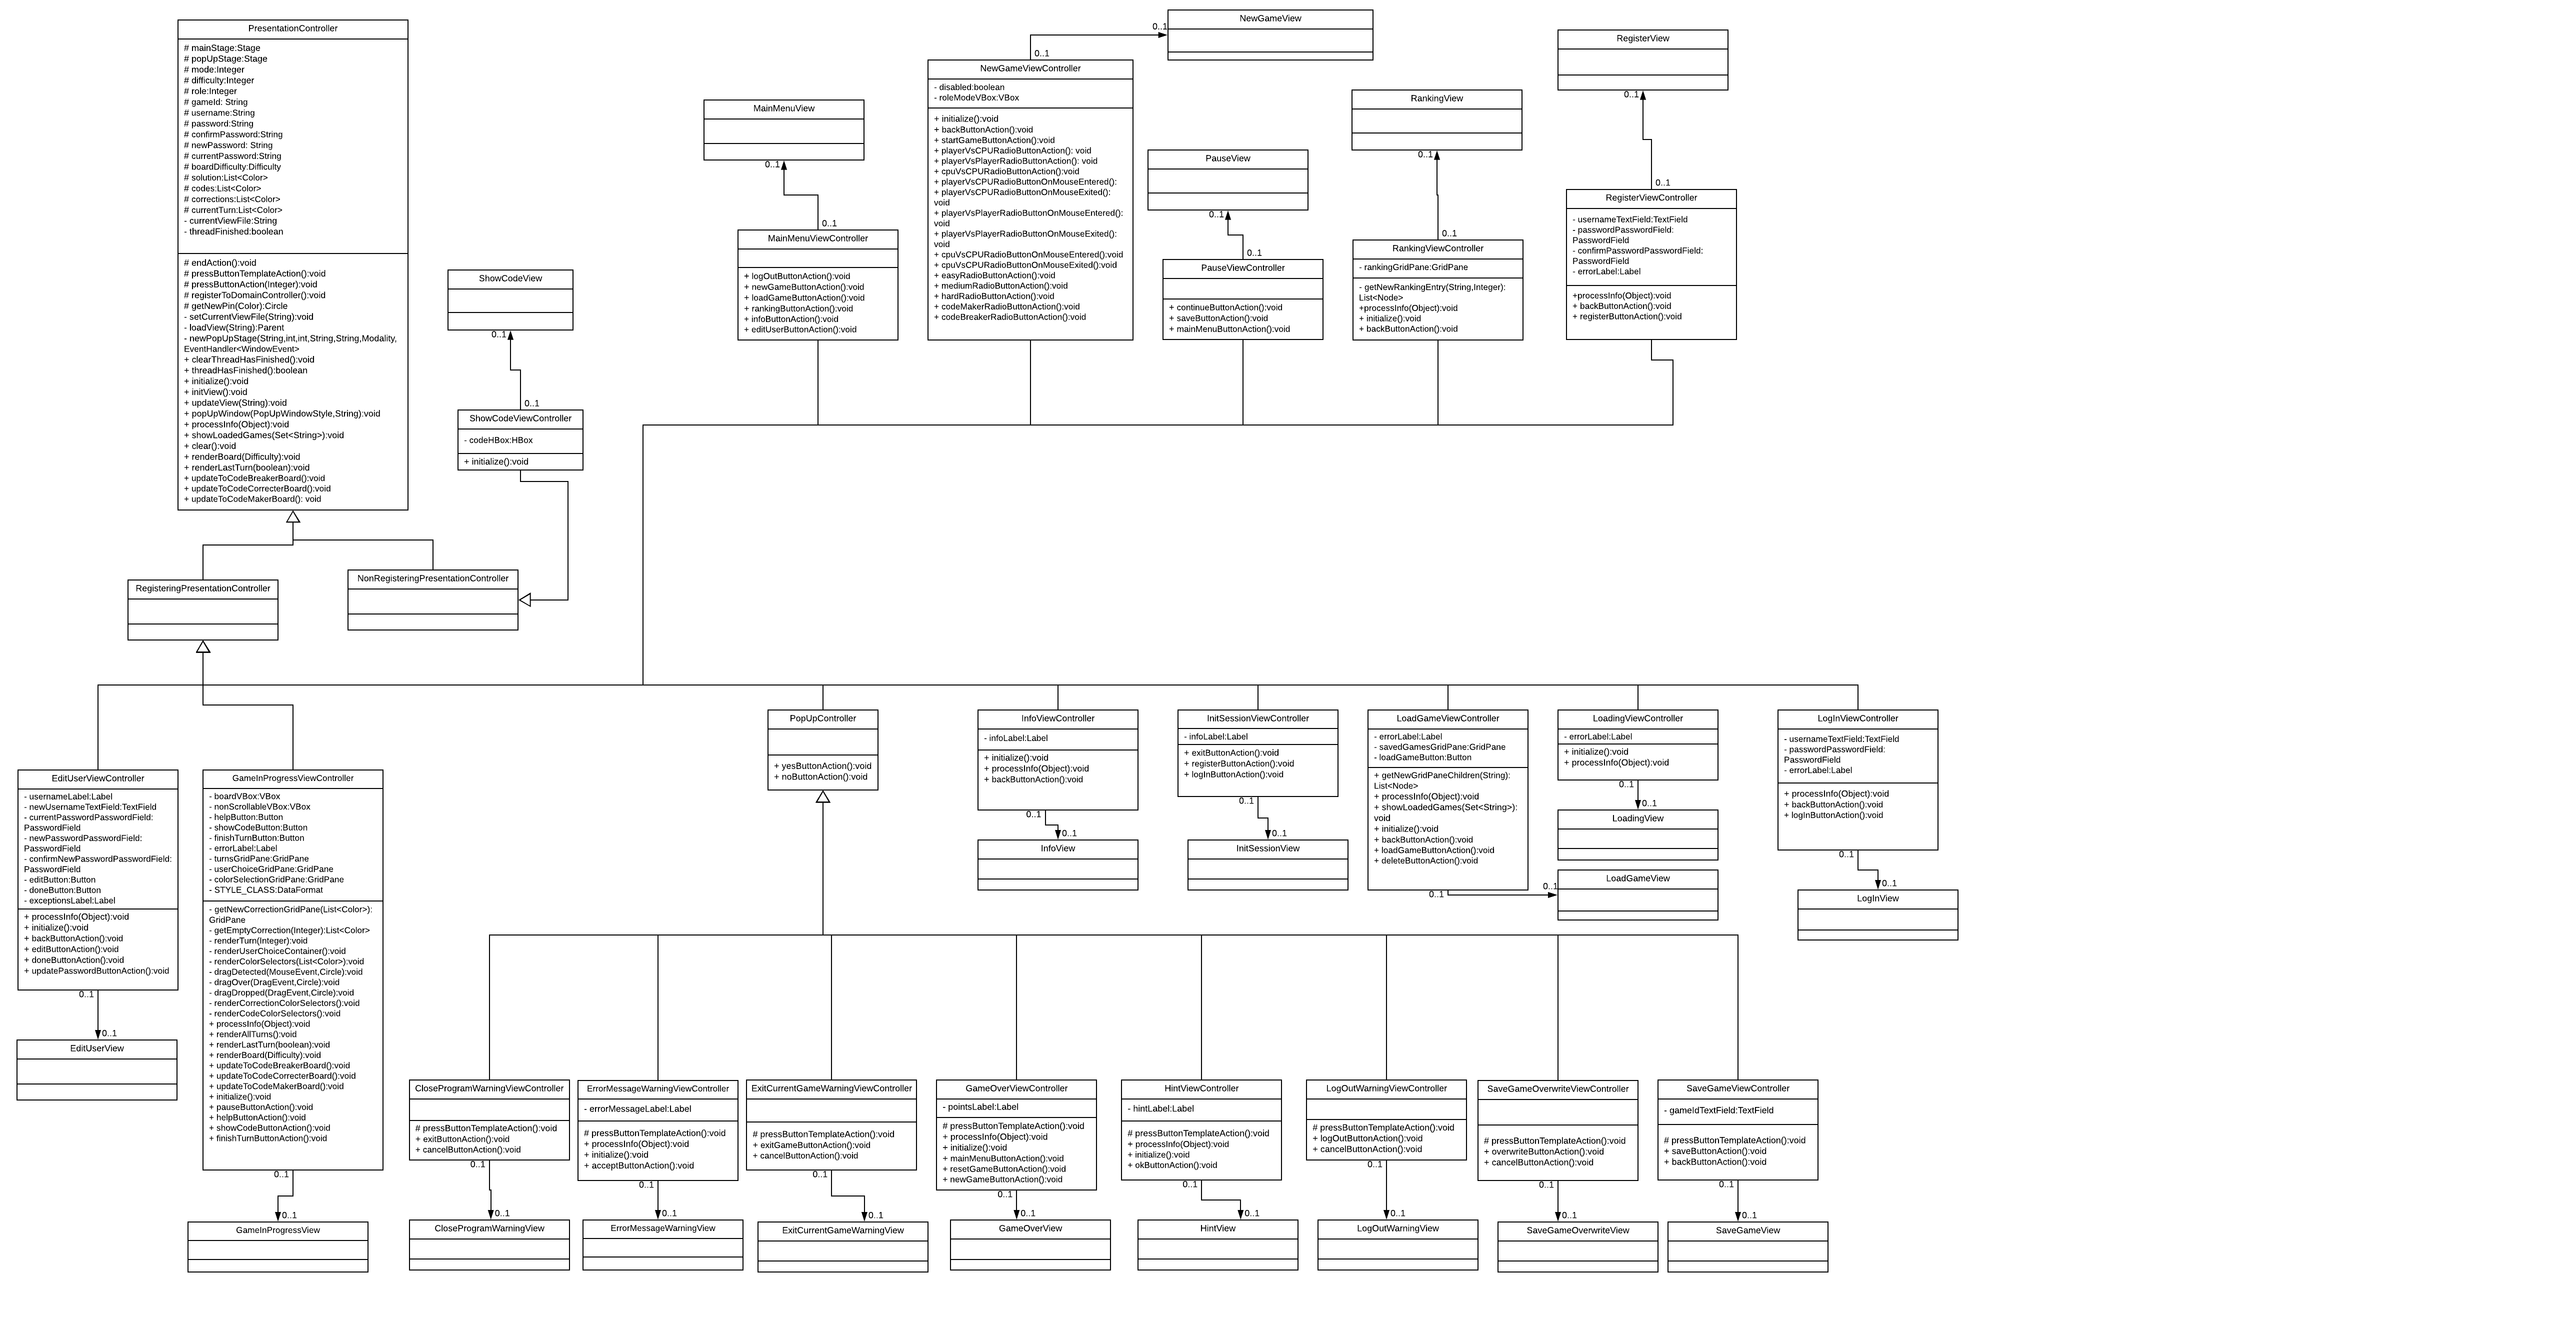 PresentationController
# mainStage:Stage
# popUpStage:Stage
# mode:Integer
# difficulty:Integer
# role:Integer
# gameId: String
# username:String
# password:String
# confirmPassword:String
# newPassword: String
# currentPassword:String
# boardDifficulty:Difficulty
# solution:List<Color>
# codes:List<Color>
# corrections:List<Color>
# currentTurn:List<Color>
- currentViewFile:String
- threadFinished:boolean
# endAction():void
# pressButtonTemplateAction():void
# pressButtonAction(Integer):void
# registerToDomainController():void
# getNewPin(Color):Circle
- setCurrentViewFile(String):void
- loadView(String):Parent
- newPopUpStage(String,int,int,String,String,Modality,
EventHandler<WindowEvent>
+ clearThreadHasFinished():void
+ threadHasFinished():boolean
+ initialize():void
+ initView():void
+ updateView(String):void
+ popUpWindow(PopUpWindowStyle,String):void
+ processInfo(Object):void
+ showLoadedGames(Set<String>):void
+ clear():void
+ renderBoard(Difficulty):void
+ renderLastTurn(boolean):void
+ updateToCodeBreakerBoard():void
+ updateToCodeCorrecterBoard():void
+ updateToCodeMakerBoard(): void
ShowCodeView
0..1
0..1
ShowCodeViewController
- codeHBox:HBox
+ initialize():void
MainMenuView
0..1
0..1
MainMenuViewController
+ logOutButtonAction():void
+ newGameButtonAction():void
+ loadGameButtonAction():void
+ rankingButtonAction():void
+ infoButtonAction():void
+ editUserButtonAction():void
NewGameView
0..1
0..1
NewGameViewController
- disabled:boolean
- roleModeVBox:VBox
+ initialize():void
+ backButtonAction():void
+ startGameButtonAction():void
+ playerVsCPURadioButtonAction(): void
+ playerVsPlayerRadioButtonAction(): void
+ cpuVsCPURadioButtonAction():void
+ playerVsCPURadioButtonOnMouseEntered():
+ playerVsCPURadioButtonOnMouseExited():
void
+ playerVsPlayerRadioButtonOnMouseEntered():
void
+ playerVsPlayerRadioButtonOnMouseExited():
void
+ cpuVsCPURadioButtonOnMouseEntered():void
+ cpuVsCPURadioButtonOnMouseExited():void
+ easyRadioButtonAction():void
+ mediumRadioButtonAction():void
+ hardRadioButtonAction():void
+ codeMakerRadioButtonAction():void
+ codeBreakerRadioButtonAction():void
PauseView
0..1
0..1
PauseViewController
+ continueButtonAction():void
+ saveButtonAction():void
+ mainMenuButtonAction():void
RankingView
0..1
0..1
RankingViewController
- rankingGridPane:GridPane
- getNewRankingEntry(String,Integer):
List<Node>
+processInfo(Object):void
+ initialize():void
+ backButtonAction():void
RegisterView
0..1
0..1
RegisterViewController
- usernameTextField:TextField
- passwordPasswordField:
PasswordField
- confirmPasswordPasswordField:
PasswordField
- errorLabel:Label
+processInfo(Object):void
+ backButtonAction():void
+ registerButtonAction():void
RegisteringPresentationController
NonRegisteringPresentationController
EditUserViewController
- usernameLabel:Label
- newUsernameTextField:TextField
- currentPasswordPasswordField:
PasswordField
- newPasswordPasswordField:
PasswordField
- confirmNewPasswordPasswordField:
PasswordField
- editButton:Button
- doneButton:Button
- exceptionsLabel:Label
+ processInfo(Object):void
+ initialize():void
+ backButtonAction():void
+ editButtonAction():void
+ doneButtonAction():void
+ updatePasswordButtonAction():void
0..1
0..1
EditUserView
GameInProgressViewController
- boardVBox:VBox
- nonScrollableVBox:VBox
- helpButton:Button
- showCodeButton:Button
- finishTurnButton:Button
- errorLabel:Label
- turnsGridPane:GridPane
- userChoiceGridPane:GridPane
- colorSelectionGridPane:GridPane
- STYLE_CLASS:DataFormat
- getNewCorrectionGridPane(List<Color>):
GridPane
- getEmptyCorrection(Integer):List<Color>
- renderTurn(Integer):void
- renderUserChoiceContainer():void
- renderColorSelectors(List<Color>):void
- dragDetected(MouseEvent,Circle):void
- dragOver(DragEvent,Circle):void
- dragDropped(DragEvent,Circle):void
- renderCorrectionColorSelectors():void
- renderCodeColorSelectors():void
+ processInfo(Object):void
+ renderAllTurns():void
+ renderLastTurn(boolean):void
+ renderBoard(Difficulty):void
+ updateToCodeBreakerBoard():void
+ updateToCodeCorrecterBoard():void
+ updateToCodeMakerBoard():void
+ initialize():void
+ pauseButtonAction():void
+ helpButtonAction():void
+ showCodeButtonAction():void
+ finishTurnButtonAction():void
0..1
0..1
GameInProgressView
PopUpController
+ yesButtonAction():void
+ noButtonAction():void
InfoViewController
- infoLabel:Label
+ initialize():void
+ processInfo(Object):void
+ backButtonAction():void
0..1
0..1
InfoView
InitSessionViewController
- infoLabel:Label
+ exitButtonAction():void
+ registerButtonAction():void
+ logInButtonAction():void
0..1
0..1
InitSessionView
LoadGameViewController
- errorLabel:Label
- savedGamesGridPane:GridPane
- loadGameButton:Button
+ getNewGridPaneChildren(String):
List<Node>
+ processInfo(Object):void
+ showLoadedGames(Set<String>):
void
+ initialize():void
+ backButtonAction():void
+ loadGameButtonAction():void
+ deleteButtonAction():void
0..1
0..1
LoadGameView
LoadingViewController
- errorLabel:Label
+ initialize():void
+ processInfo(Object):void
0..1
0..1
LoadingView
LogInViewController
- usernameTextField:TextField
- passwordPasswordField:
PasswordField
- errorLabel:Label
+ processInfo(Object):void
+ backButtonAction():void
+ logInButtonAction():void
0..1
0..1
LogInView
CloseProgramWarningViewController
# pressButtonTemplateAction():void
+ exitButtonAction():void
+ cancelButtonAction():void
0..1
0..1
CloseProgramWarningView
ErrorMessageWarningViewController
- errorMessageLabel:Label
# pressButtonTemplateAction():void
+ processInfo(Object):void
+ initialize():void
+ acceptButtonAction():void
0..1
0..1
ErrorMessageWarningView
ExitCurrentGameWarningViewController
# pressButtonTemplateAction():void
+ exitGameButtonAction():void
+ cancelButtonAction():void
0..1
0..1
ExitCurrentGameWarningView
GameOverViewController
- pointsLabel:Label
# pressButtonTemplateAction():void
+ processInfo(Object):void
+ initialize():void
+ mainMenuButtonAction():void
+ resetGameButtonAction():void
+ newGameButtonAction():void
0..1
0..1
GameOverView
HintViewController
- hintLabel:Label
# pressButtonTemplateAction():void
+ processInfo(Object):void
+ initialize():void
+ okButtonAction():void
0..1
0..1
HintView
LogOutWarningViewController
# pressButtonTemplateAction():void
+ logOutButtonAction():void
+ cancelButtonAction():void
0..1
0..1
LogOutWarningView
SaveGameOverwriteViewController
# pressButtonTemplateAction():void
+ overwriteButtonAction():void
+ cancelButtonAction():void
0..1
0..1
SaveGameOverwriteView
SaveGameViewController
- gameIdTextField:TextField
# pressButtonTemplateAction():void
+ saveButtonAction():void
+ backButtonAction():void
0..1
0..1
SaveGameView